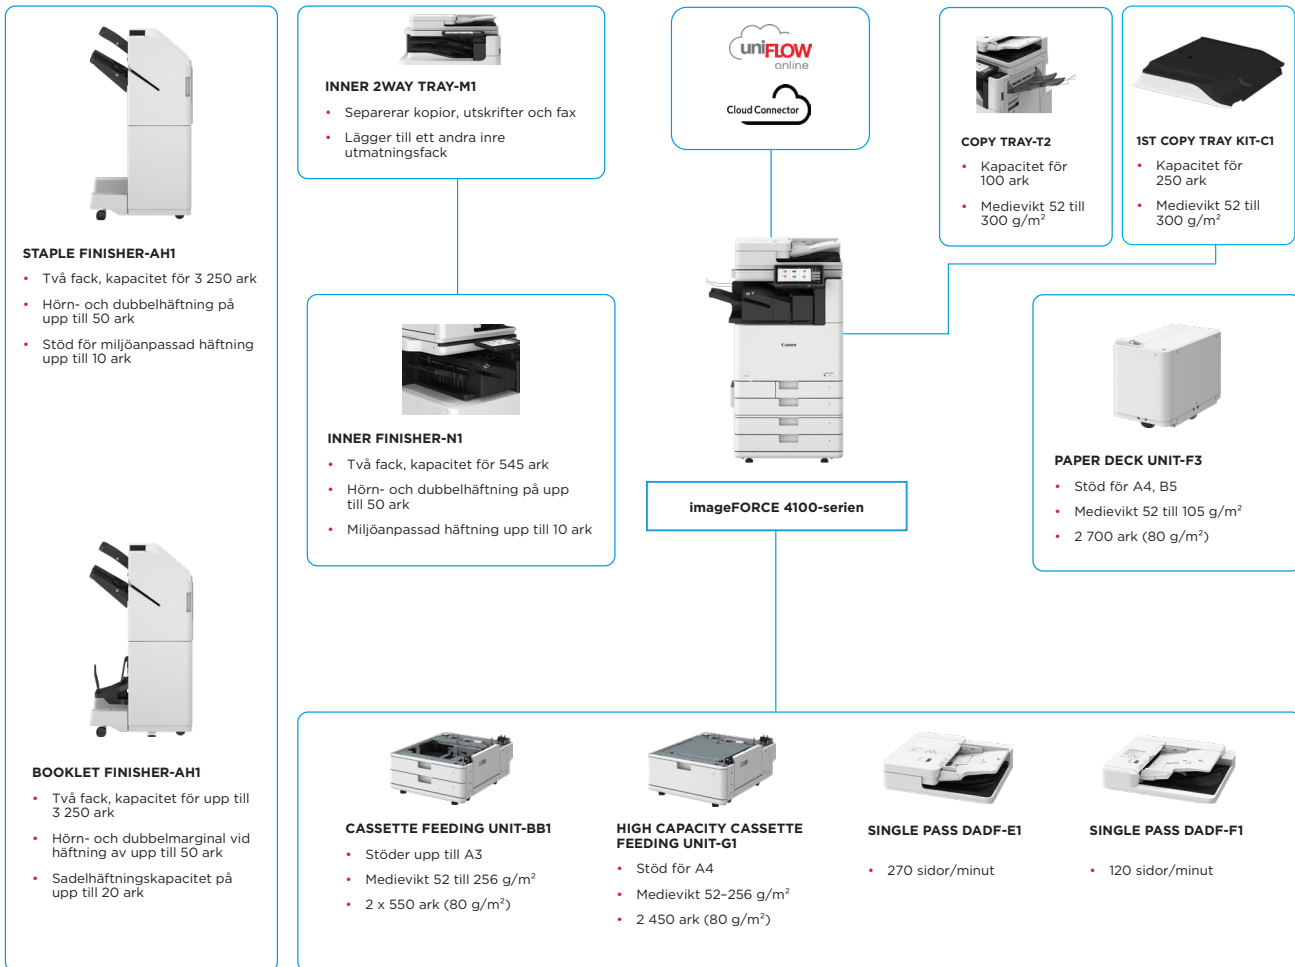 STAPLE FINISHER-AH1
• Två fack, kapacitet för 3 250 ark
• Hörn- och dubbelhäftning på
upp till 50 ark
• Stöd för miljöanpassad häftning
upp till 10 ark
BOOKLET FINISHER-AH1
• Två fack, kapacitet för upp till
3 250 ark
• Hörn- och dubbelmarginal vid
häftning av upp till 50 ark
• Sadelhäftningskapacitet på
upp till 20 ark
INNER 2WAY TRAY-M1
• Separerar kopior, utskrifter och fax
• Lägger till ett andra inre
utmatningsfack
INNER FINISHER-N1
• Två fack, kapacitet för 545 ark
• Hörn- och dubbelhäftning på upp
till 50 ark
• Miljöanpassad häftning upp till 10 ark
uniFLOW
online
Cloud Connector
Canon
imageFORCE 4100-serien
COPY TRAY-T2
• Kapacitet för
100 ark
• Medievikt 52 till
300 g/m²
1ST COPY TRAY KIT-C1
• Kapacitet för
250 ark
• Medievikt 52 till
300 g/m²
PAPER DECK UNIT-F3
• Stöd för A4, B5
• Medievikt 52 till 105 g/m²
• 2 700 ark (80 g/m²)
CASSETTE FEEDING UNIT-BB1
• Stöder upp till A3
• Medievikt 52 till 256 g/m²
• 2 x 550 ark (80 g/m²)
HIGH CAPACITY CASSETTE
FEEDING UNIT-G1
• Stöd för A4
• Medievikt 52–256 g/m²
• 2 450 ark (80 g/m²)
SINGLE PASS DADF-E1
• 270 sidor/minut
SINGLE PASS DADF-F1
• 120 sidor/minut